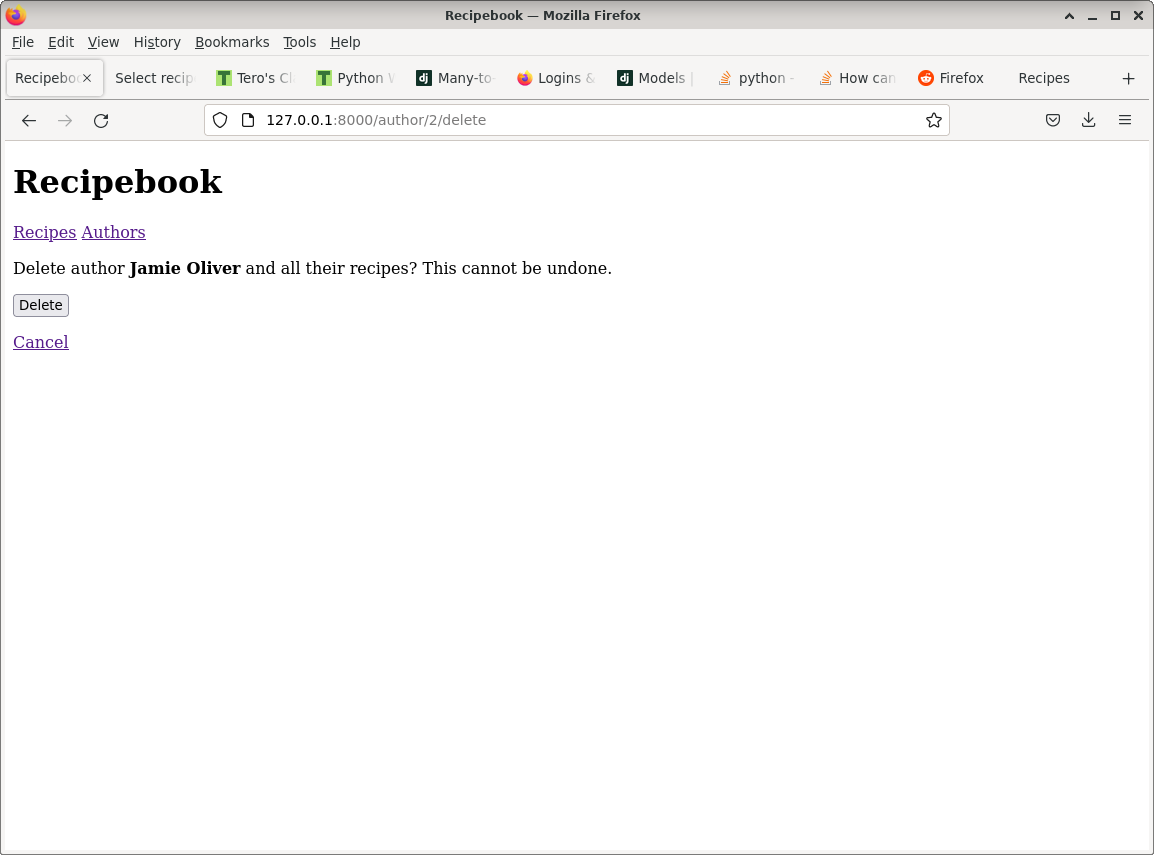 Recipebook — Mozilla Firefox
File Edit View History Bookmarks Tools Help
Recipeboo Select recip Tero's Cl Python W Many-to- Logins & Models | python - How can Firefox Recipes
127.0.0.1:8000/author/2/delete
Recipebook
Recipes Authors
Delete author Jamie Oliver and all their recipes? This cannot be undone.
Delete
Cancel